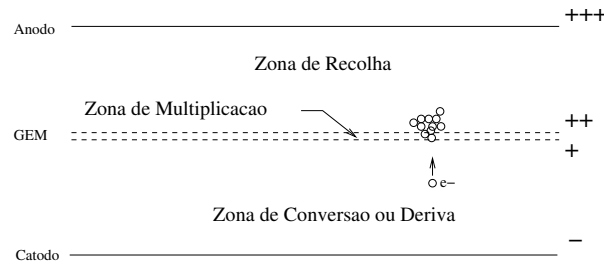 Anodo
+++
Zona de Recolha
Zona de Multiplicacao
++
GEM
+
e−
Zona de Conversao ou Deriva
−
Catodo